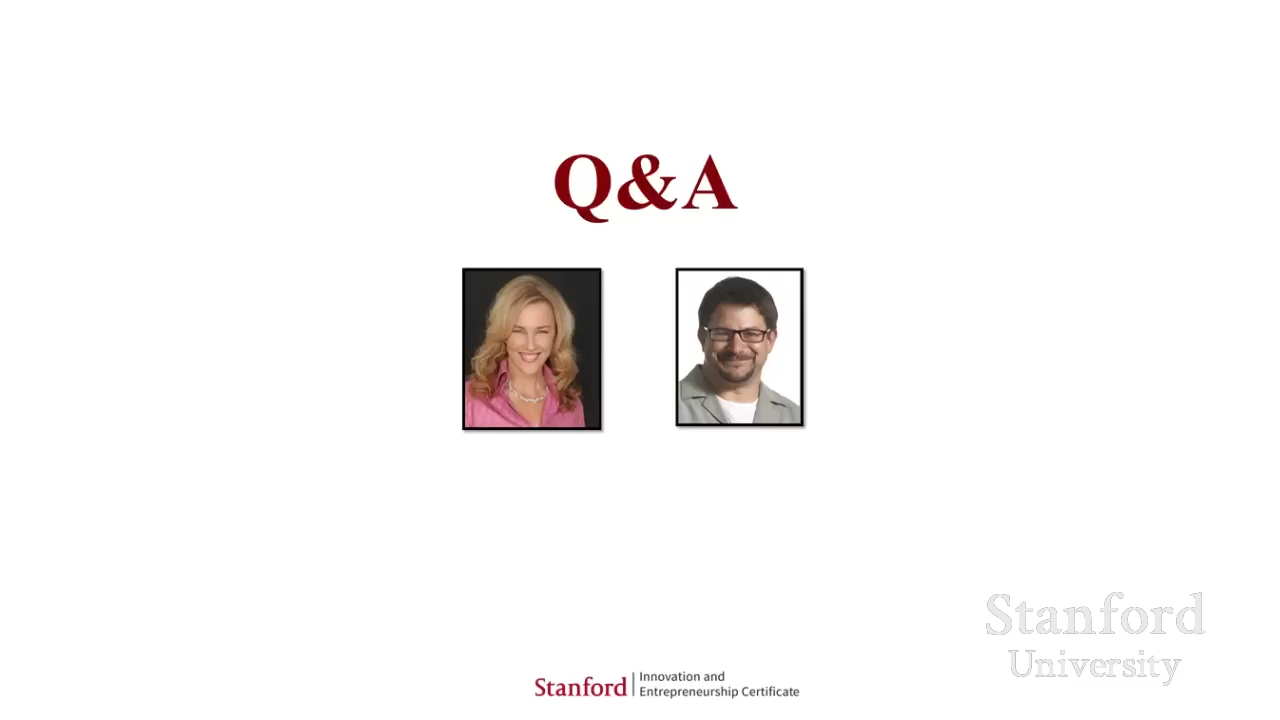 Q&A
Stanford
University
Stanford
Innovation and
Entrepreneurship Certificate